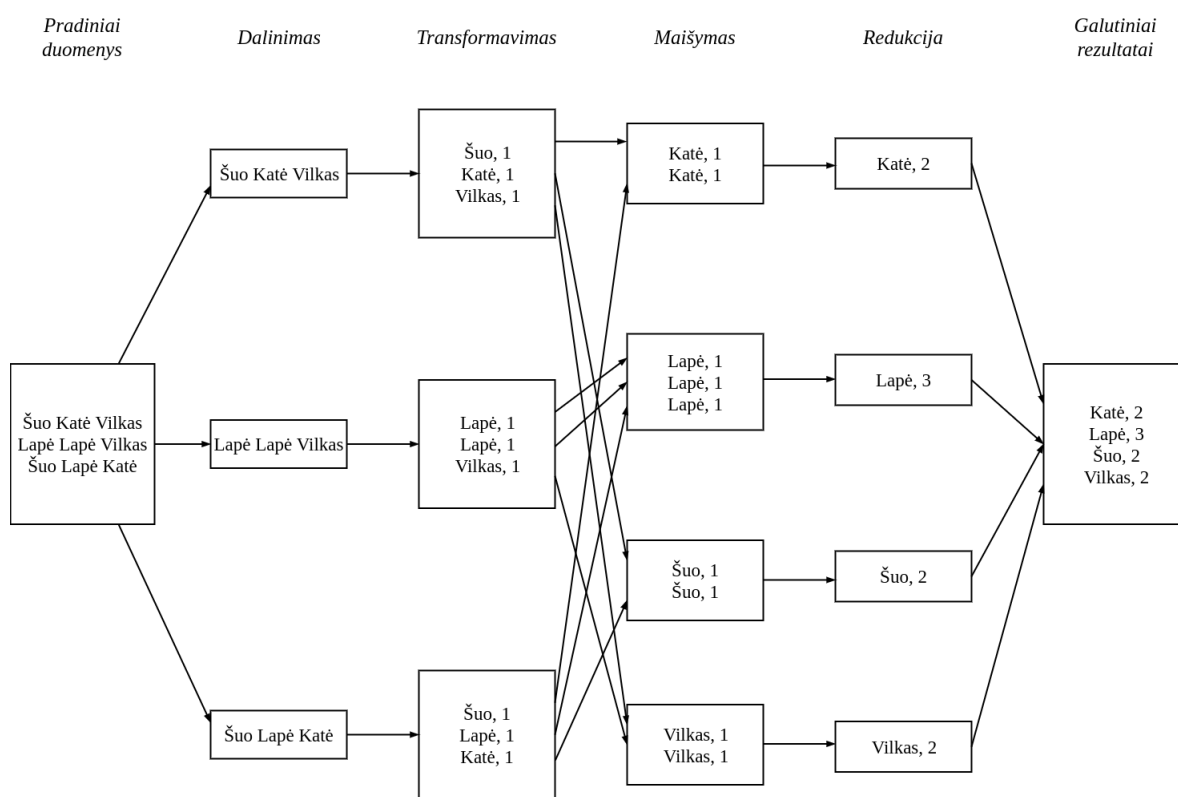 Pradiniai
duomenys
Dalinimas
Transformavimas
Maišymas
Redukcija
Galutiniai
rezultatai
Šuo Katė Vilkas
Lapė Lapė Vilkas
Šuo Lapė Katė
Šuo Katė Vilkas
Lapė Lapė Vilkas
Šuo Lapė Katė
Šuo, 1
Katė, 1
Vilkas, 1
Lapė, 1
Lapė, 1
Vilkas, 1
Šuo, 1
Lapė, 1
Katė, 1
Katė, 1
Katė, 1
Lapė, 1
Lapė, 1
Lapė, 1
Šuo, 1
Šuo, 1
Vilkas, 1
Vilkas, 1
Katė, 2
Lapė, 3
Šuo, 2
Vilkas, 2
Katė, 2
Lapė, 3
Šuo, 2
Vilkas, 2